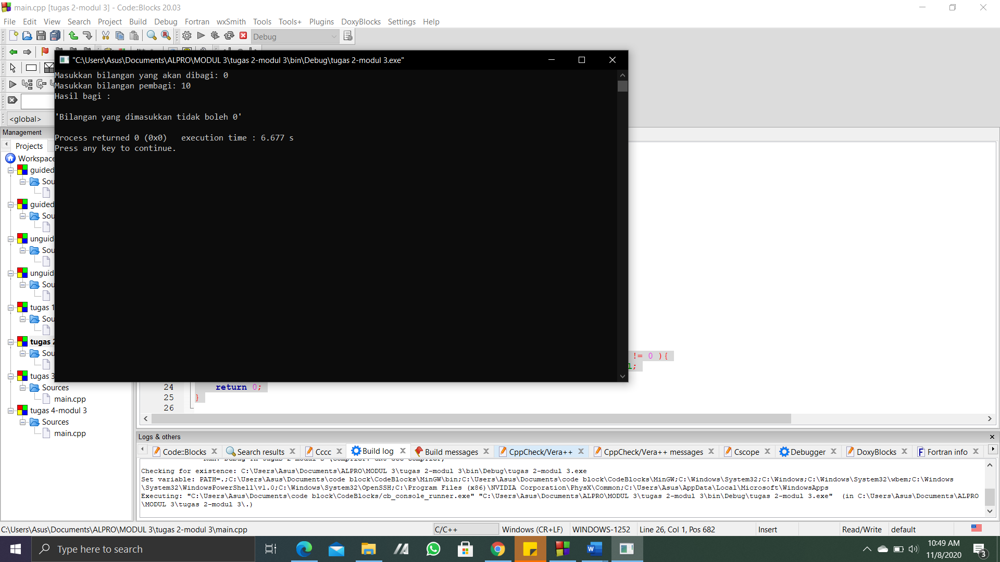 main.cpp [tugas 2-modul 3] - Code::Blocks 20.03
File Edit View Search Project Build Debug Fortran wxSmith Tools Tools+ Plugins DoxyBlocks Settings Help
Debug
"C:\Users\Asus\Documents\ALPRO\MODUL 3\tugas 2-modul 3\bin\Debug\tugas 2-modul 3.exe"
Masukkan bilangan yang akan dibagi: 0
Masukkan bilangan pembagi: 10
Hasil bagi :
'Bilangan yang dimasukkan tidak boleh 0'
Process returned 0 (0x0)   execution time : 6.677 s
Press any key to continue.
<global>
Management
Projects
Workspace
guided
Sou
guided
Sou
unguid
Sou
unguid
Sou
tugas 1
Sou
tugas 2
Sou
tugas 3
Sources
main.cpp
tugas 4-modul 3
Sources
main.cpp
!= 0 ){
l;
24 return 0;
25 }
26
Logs & others
Code::Blocks Search results Cccc Build log Build messages CppCheck/Vera++ CppCheck/Vera++ messages Cscope Debugger DoxyBlocks Fortran info
Checking for existence: C:\Users\Asus\Documents\ALPRO\MODUL 3\tugas 2-modul 3\bin\Debug\tugas 2-modul 3.exe
Set variable: PATH=.;C:\Users\Asus\Documents\code block\CodeBlocks\MinGW\bin;C:\Users\Asus\Documents\code block\CodeBlocks\MinGW;C:\Windows\System32;C:\Windows;C:\Windows\System32\wbem;C:\Windows
\System32\WindowsPowerShell\v1.0;C:\Windows\System32\OpenSSH;C:\Program Files (x86)\NVIDIA Corporation\PhysX\Common;C:\Users\Asus\AppData\Local\Microsoft\WindowsApps
Executing: "C:\Users\Asus\Documents\code block\CodeBlocks/cb_console_runner.exe" "C:\Users\Asus\Documents\ALPRO\MODUL 3\tugas 2-modul 3\bin\Debug\tugas 2-modul 3.exe"  (in C:\Users\Asus\Documents\ALPRO
\MODUL 3\tugas 2-modul 3\.)
C:\Users\Asus\Documents\ALPRO\MODUL 3\tugas 2-modul 3\main.cpp C/C++ Windows (CR+LF) WINDOWS-1252 Line 26, Col 1, Pos 682 Insert Read/Write default
Type here to search
10:49 AM
11/8/2020
3